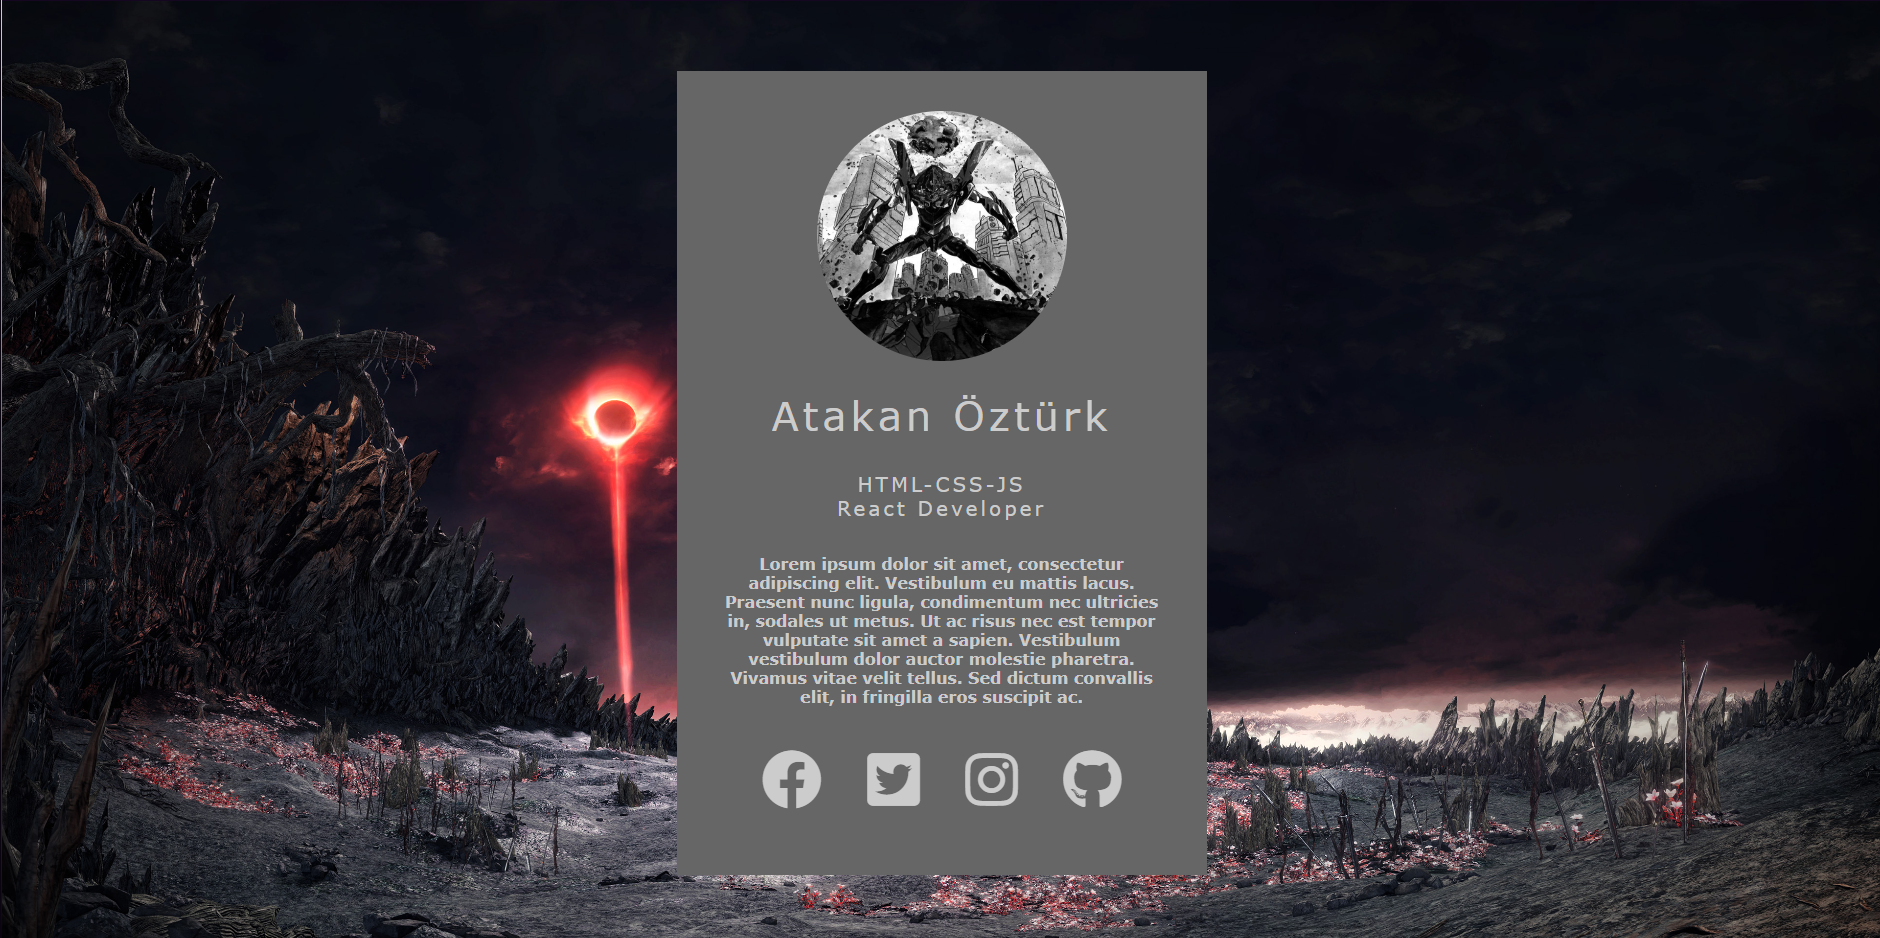 Atakan Öztürk
HTML-CSS-JS
React Developer
Lorem ipsum dolor sit amet, consectetur
adipiscing elit. Vestibulum eu mattis lacus.
Praesent nunc ligula, condimentum nec ultricies
in, sodales ut metus. Ut ac risus nec est tempor
vulputate sit amet a sapien. Vestibulum
vestibulum dolor auctor molestie pharetra.
Vivamus vitae velit tellus. Sed dictum convallis
elit, in fringilla eros suscipit ac.